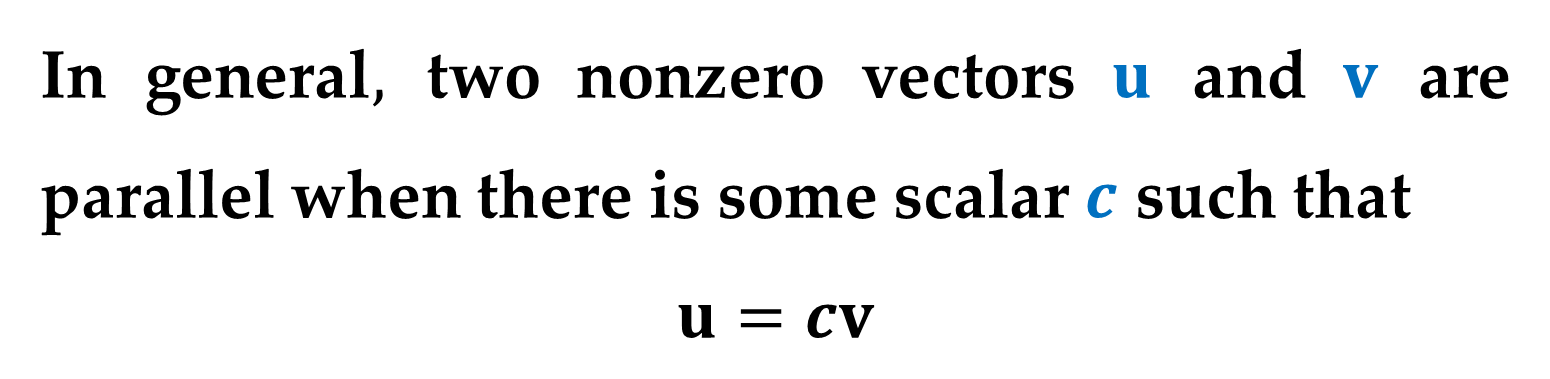 In general, two nonzero vectors u and v are
parallel when there is some scalar c such that
u = cv